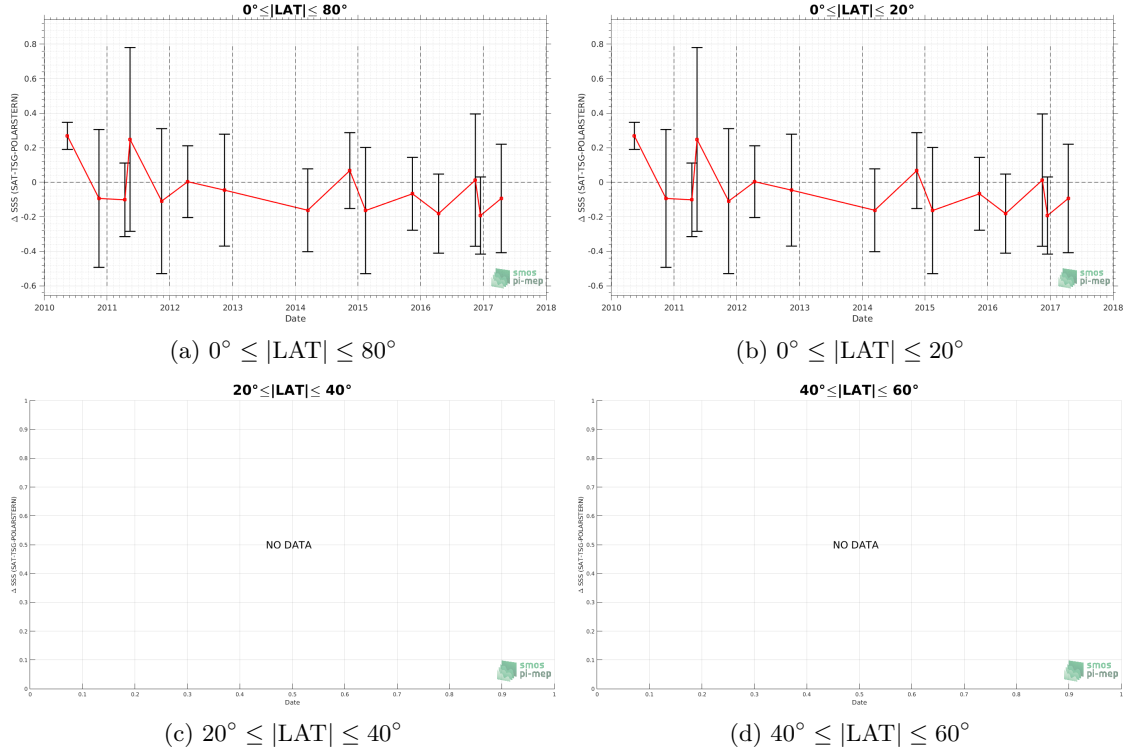 0°≤|LAT|≤ 80°
Δ SSS (SAT-TSG-POLARSTERN)
0.8
0.6
0.4
0.2
0
-0.2
-0.4
-0.6
2010 2011 2012 2013 2014 2015 2016 2017 2018
Date
smos
pi-mep
(a) 0° ≤ |LAT| ≤ 80°
0°≤|LAT|≤ 20°
Δ SSS (SAT-TSG-POLARSTERN)
0.8
0.6
0.4
0.2
0
-0.2
-0.4
-0.6
2010 2011 2012 2013 2014 2015 2016 2017 2018
Date
smos
pi-mep
(b) 0° ≤ |LAT| ≤ 20°
20°≤|LAT|≤ 40°
Δ SSS (SAT-TSG-POLARSTERN)
1
0.9
0.8
0.7
0.6
0.5
0.4
0.3
0.2
0.1
0
NO DATA
0 0.1 0.2 0.3 0.4 0.5 0.6 0.7 0.8 0.9 1
Date
smos
pi-mep
(c) 20° ≤ |LAT| ≤ 40°
40°≤|LAT|≤ 60°
Δ SSS (SAT-TSG-POLARSTERN)
1
0.9
0.8
0.7
0.6
0.5
0.4
0.3
0.2
0.1
0
NO DATA
0 0.1 0.2 0.3 0.4 0.5 0.6 0.7 0.8 0.9 1
Date
smos
pi-mep
(d) 40° ≤ |LAT| ≤ 60°